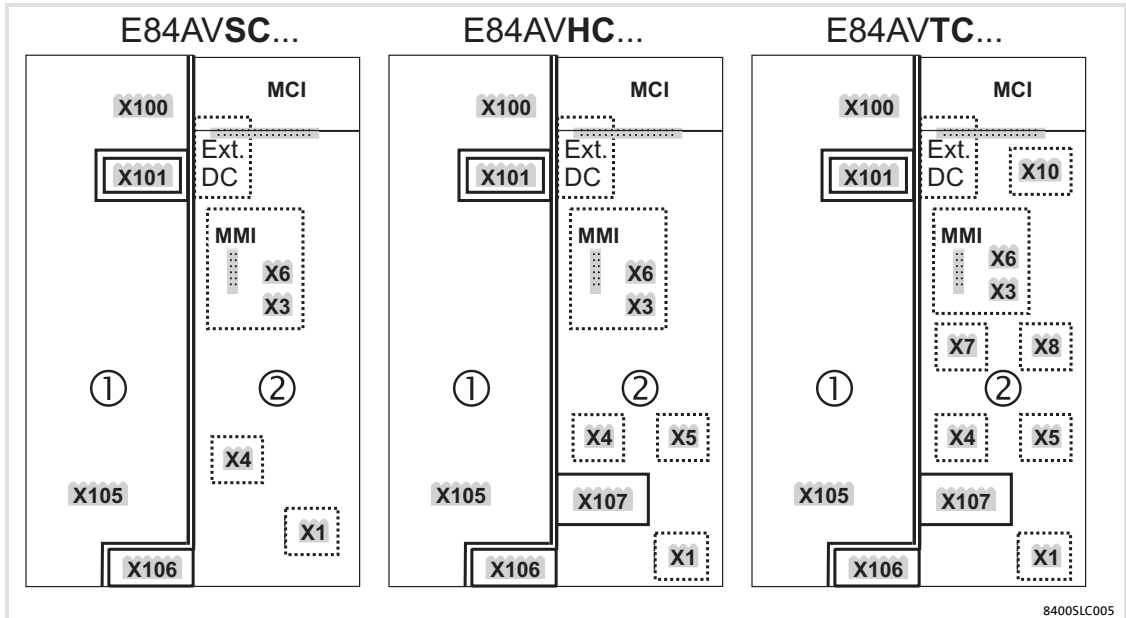 E84AVSC...
MCI
X100
Ext.
DC
X101
MMI
X6
X3
①
②
X4
X105
X1
X106
E84AVHC...
MCI
X100
Ext.
DC
X101
MMI
X6
X3
①
②
X4 X5
X105
X107
X1
X106
E84AVTC...
MCI
X100
Ext.
DC
X101
X10
MMI
X6
X3
X7 X8
①
②
X4 X5
X105
X107
X1
X106
8400SLC005